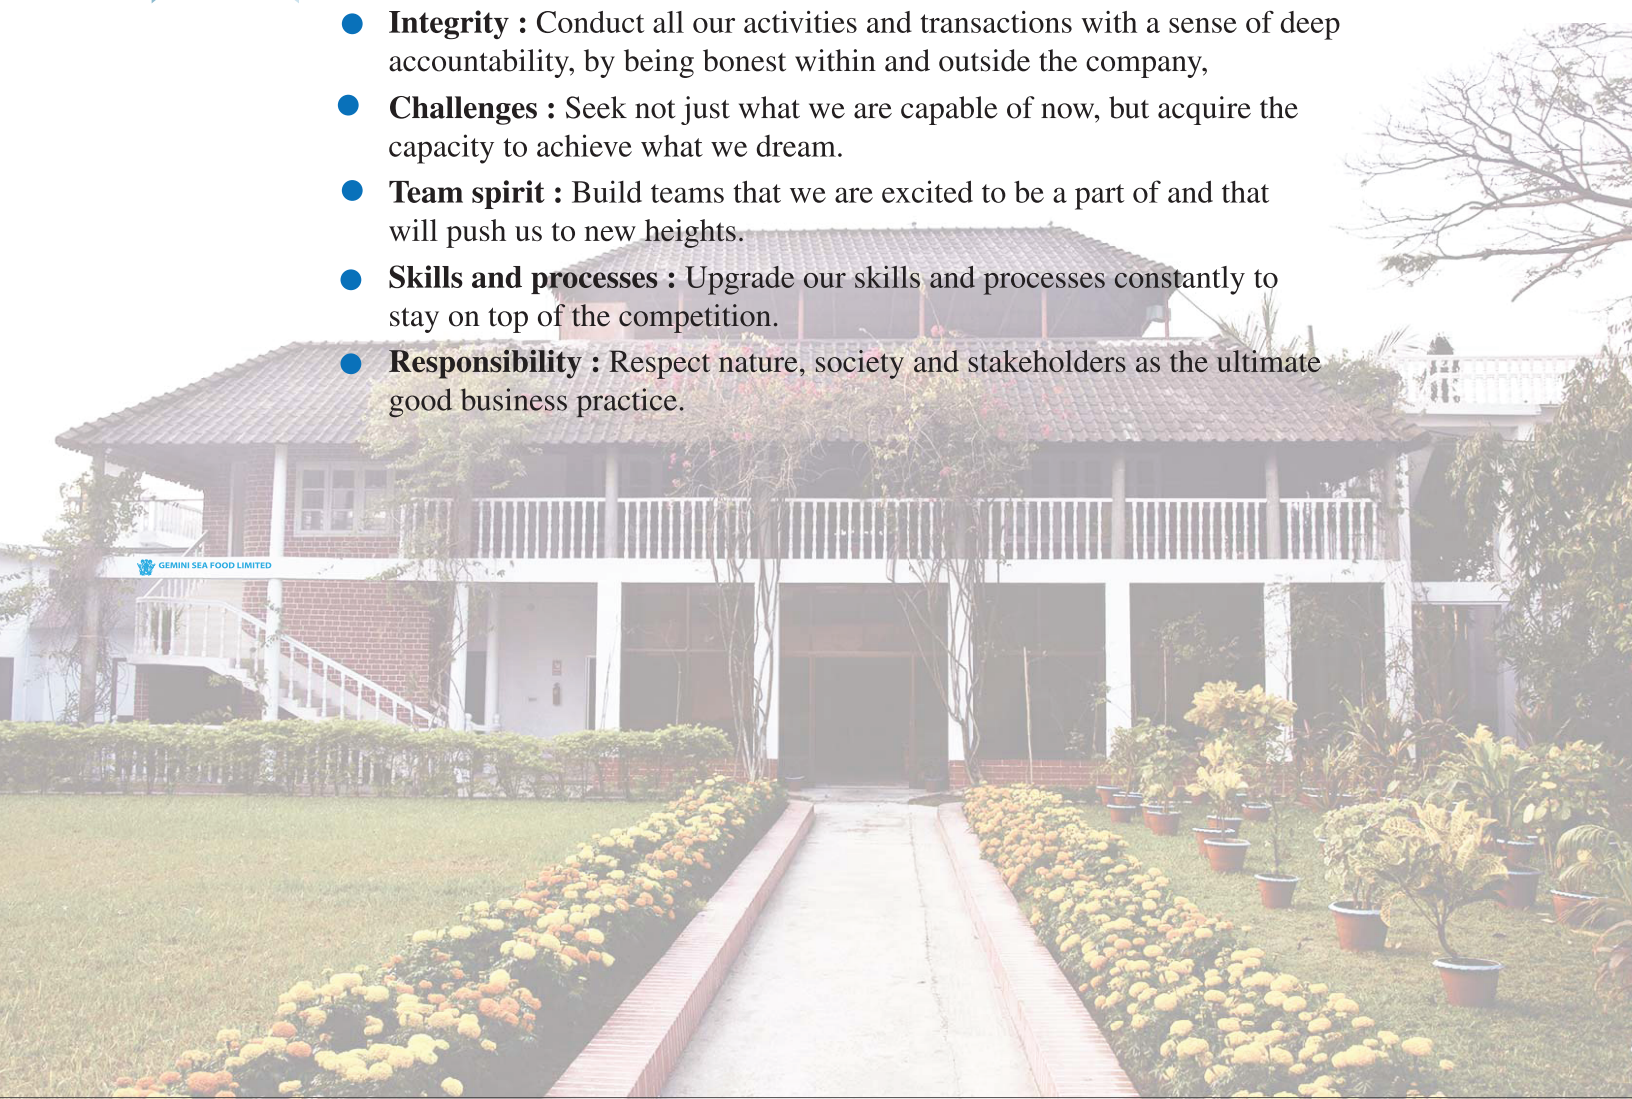 Integrity : Conduct all our activities and transactions with a sense of deep
accountability, by being bonest within and outside the company,
Challenges : Seek not just what we are capable of now, but acquire the
capacity to achieve what we dream.
Team spirit : Build teams that we are excited to be a part of and that
will push us to new heights.
Skills and processes : Upgrade our skills and processes constantly to
stay on top of the competition.
Responsibility : Respect nature, society and stakeholders as the ultimate
good business practice.
GEMINI SEA FOOD LIMITED